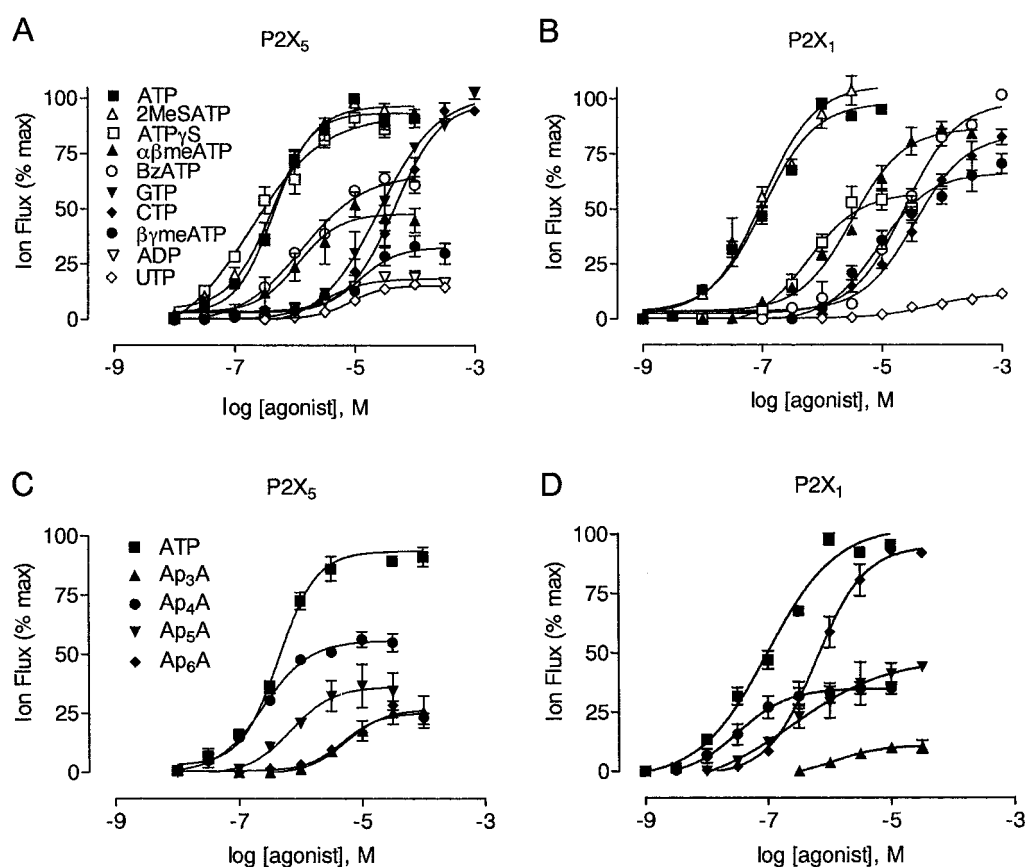 A
P2X₅
Ion Flux (% max)
100
75
50
25
0
ATP
2MeSATP
ATPγS
αβmeATP
BzATP
GTP
CTP
βγmeATP
ADP
UTP
-9 -7 -5 -3
log [agonist], M
B
P2X₁
Ion Flux (% max)
100
75
50
25
0
-9 -7 -5 -3
log [agonist], M
C
P2X₅
Ion Flux (% max)
100
75
50
25
0
ATP
Ap₃A
Ap₄A
Ap₅A
Ap₆A
-9 -7 -5 -3
log [agonist], M
D
P2X₁
Ion Flux (% max)
100
75
50
25
0
-9 -7 -5 -3
log [agonist], M